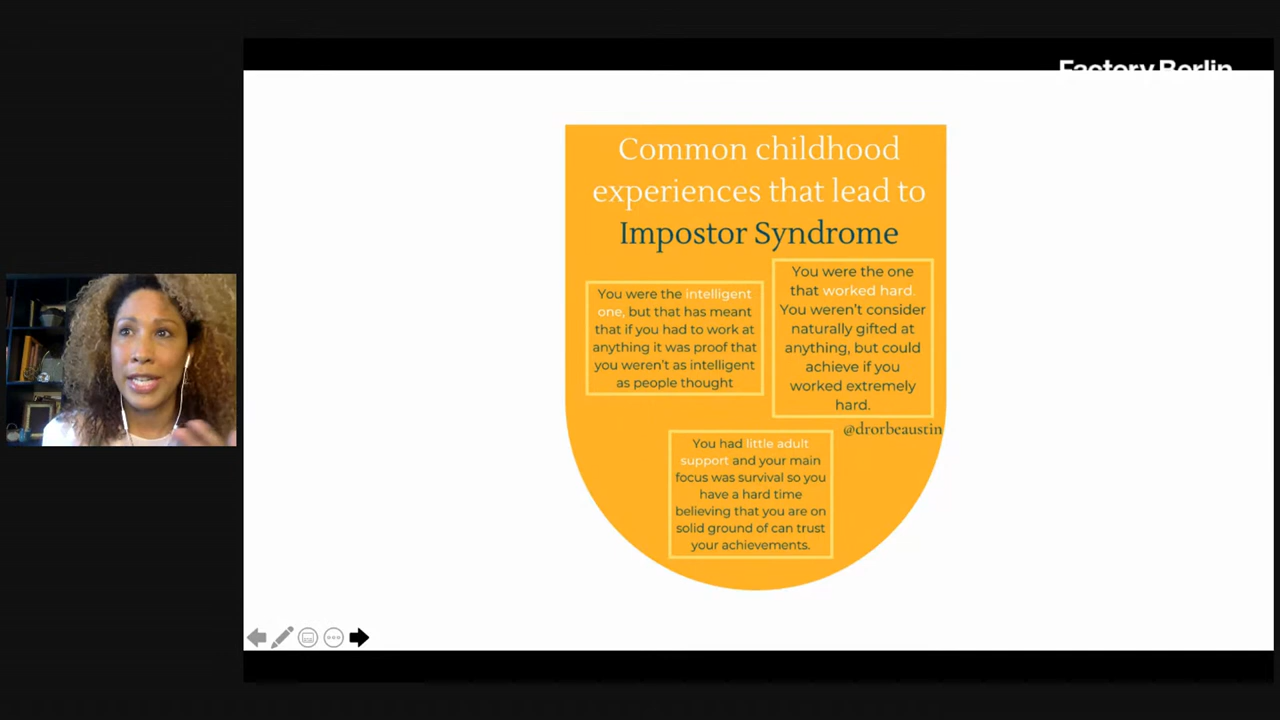 Factory Berlin
Common childhood
experiences that lead to
Impostor Syndrome
You were the intelligent
one, but that has meant
that if you had to work at
anything it was proof that
you weren't as intelligent
as people thought
You were the one
that worked hard.
You weren't consider
naturally gifted at
anything, but could
achieve if you
worked extremely
hard.
@drorbeaustin
You had little adult
support and your main
focus was survival so you
have a hard time
believing that you are on
solid ground of can trust
your achievements.